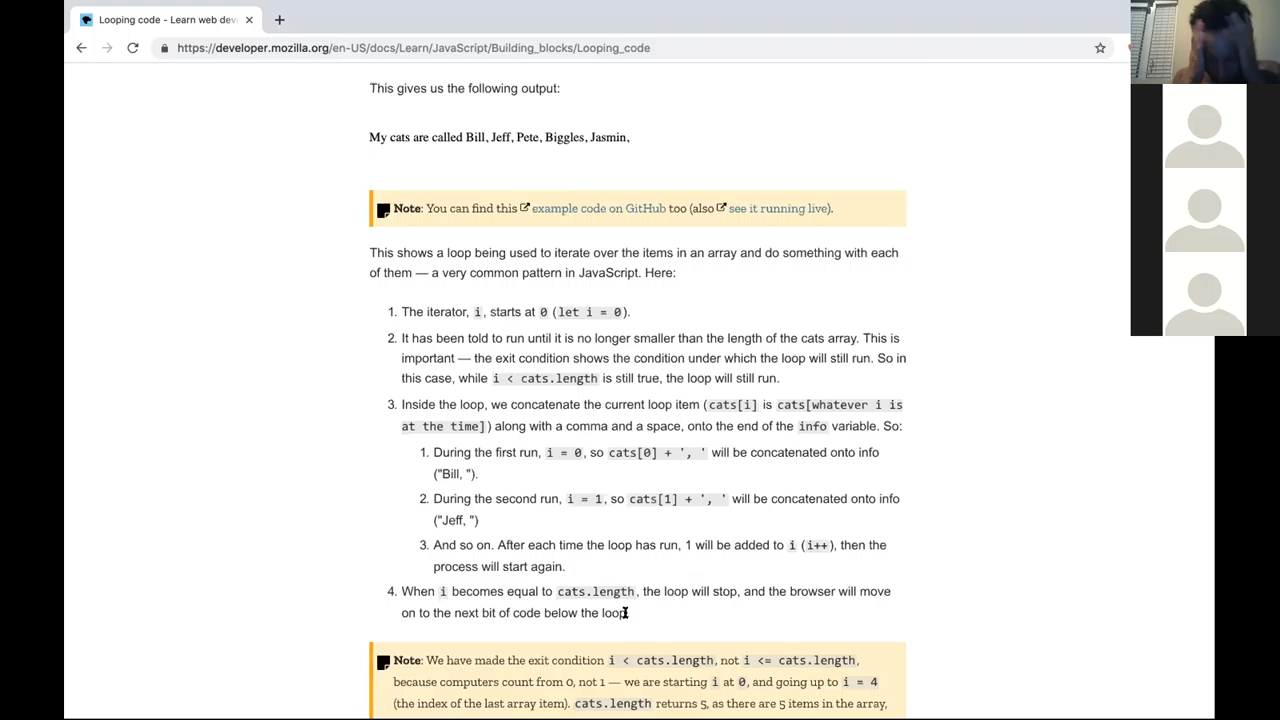 Looping code - Learn web dev
https://developer.mozilla.org/en-US/docs/Learn/JavaScript/Building_blocks/Looping_code
This gives us the following output:
My cats are called Bill, Jeff, Pete, Biggles, Jasmin,
Note: You can find this example code on GitHub too (also see it running live).
This shows a loop being used to iterate over the items in an array and do something with each
of them — a very common pattern in JavaScript. Here:
1. The iterator, i, starts at 0 (let i = 0).
2. It has been told to run until it is no longer smaller than the length of the cats array. This is
important — the exit condition shows the condition under which the loop will still run. So in
this case, while i < cats.length is still true, the loop will still run.
3. Inside the loop, we concatenate the current loop item (cats[i] is cats[whatever i is
at the time]) along with a comma and a space, onto the end of the info variable. So:
1. During the first run, i = 0, so cats[0] + ', ' will be concatenated onto info
("Bill, ").
2. During the second run, i = 1, so cats[1] + ', ' will be concatenated onto info
("Jeff, ")
3. And so on. After each time the loop has run, 1 will be added to i (i++), then the
process will start again.
4. When i becomes equal to cats.length, the loop will stop, and the browser will move
on to the next bit of code below the loop.
Note: We have made the exit condition i < cats.length, not i <= cats.length,
because computers count from 0, not 1 — we are starting i at 0, and going up to i = 4
(the index of the last array item). cats.length returns 5, as there are 5 items in the array,